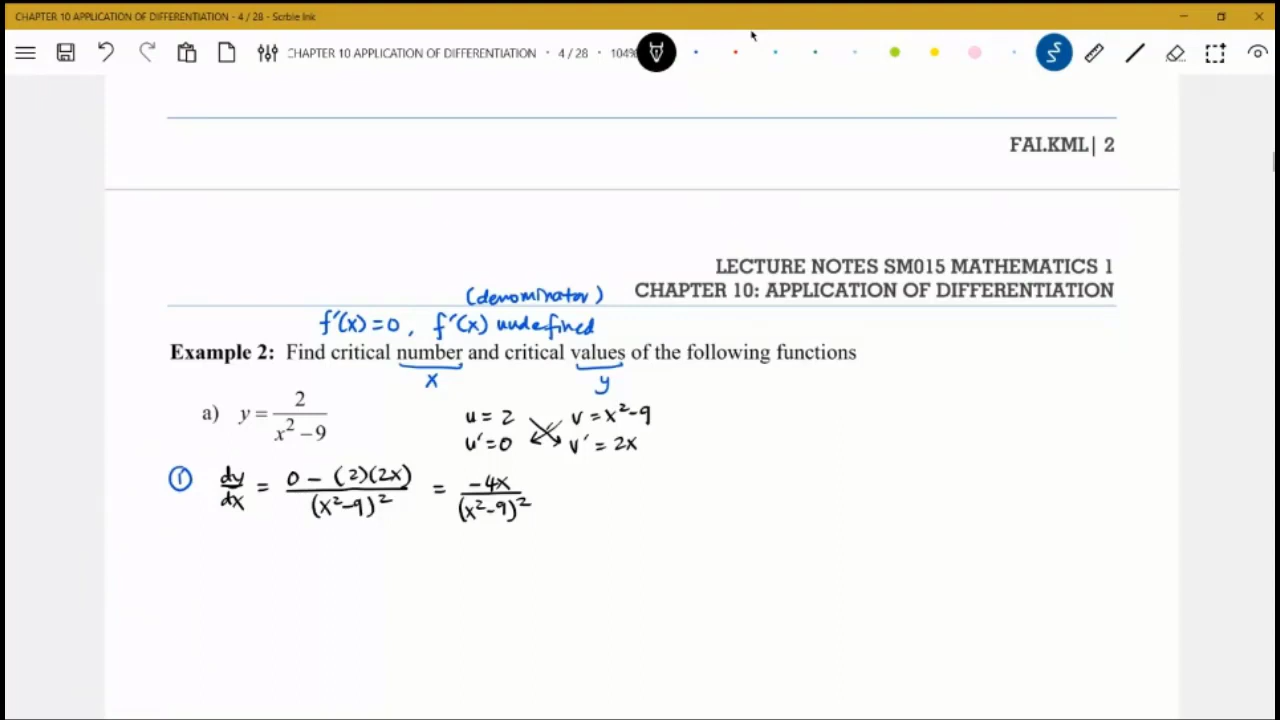 CHAPTER 10 APPLICATION OF DIFFERENTIATION - 4 / 28 - Scrble Ink
CHAPTER 10 APPLICATION OF DIFFERENTIATION • 4 / 28 • 104%
FAI.KML| 2
LECTURE NOTES SM015 MATHEMATICS 1
CHAPTER 10: APPLICATION OF DIFFERENTIATION
(denominator)
f'(x) = 0, f'(x) undefined
Example 2: Find critical number and critical values of the following functions
x y
a) y = 2 / (x² − 9)
u = 2 v = x² - 9
u' = 0 v' = 2x
① dy/dx = (0 - (2)(2x)) / (x² - 9)² = -4x / (x² - 9)²